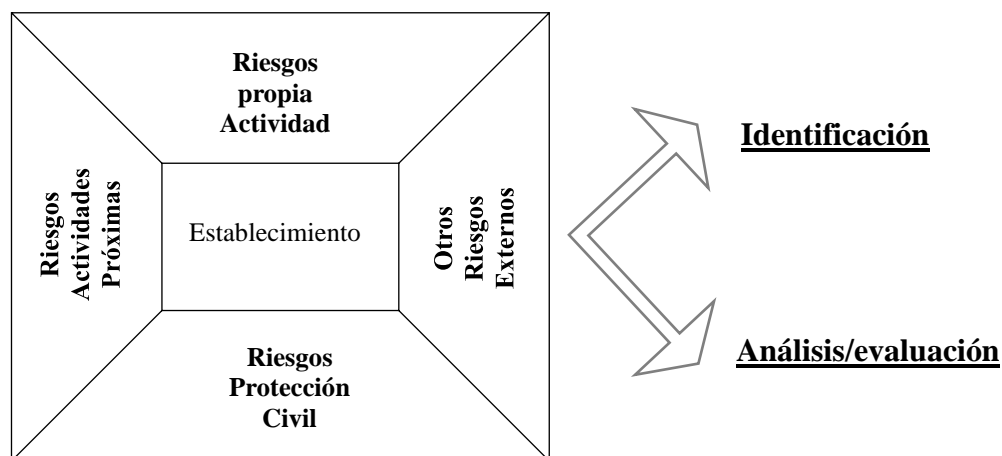 Riesgos
propia
Actividad
Riesgos
Actividades
Próximas
Establecimiento
Otros
Riesgos
Externos
Riesgos
Protección
Civil
Identificación
Análisis/evaluación